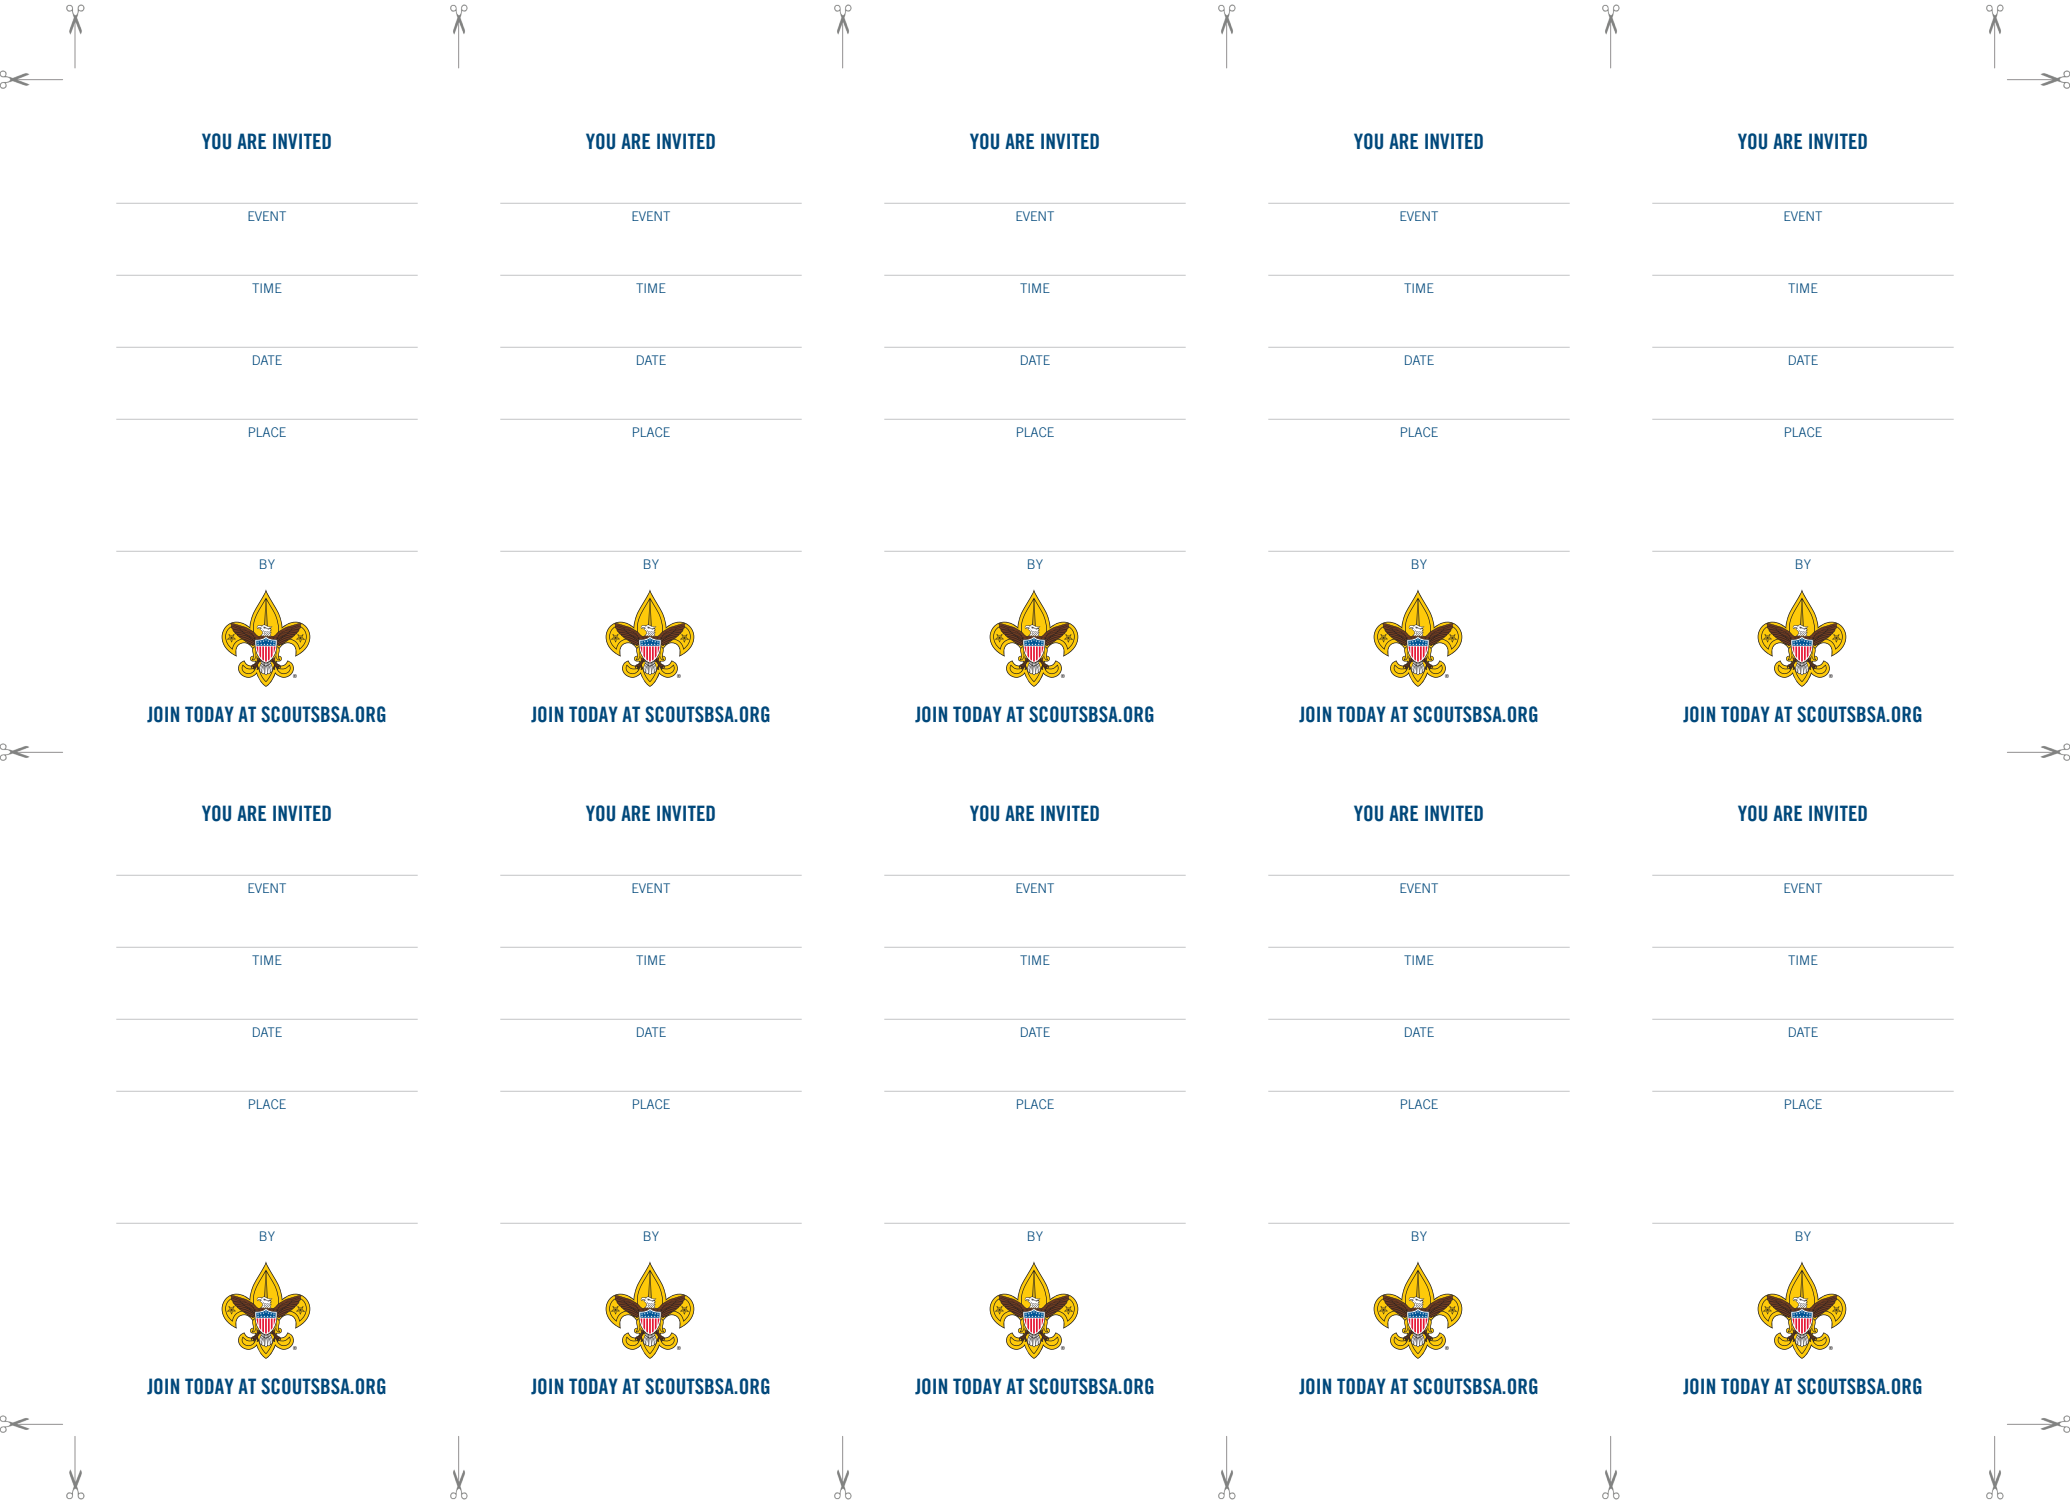 YOU ARE INVITED YOU ARE INVITED YOU ARE INVITED YOU ARE INVITED YOU ARE INVITED
EVENT EVENT EVENT EVENT EVENT
TIME TIME TIME TIME TIME
DATE DATE DATE DATE DATE
PLACE PLACE PLACE PLACE PLACE
BY BY BY BY BY
JOIN TODAY AT SCOUTSBSA.ORG JOIN TODAY AT SCOUTSBSA.ORG JOIN TODAY AT SCOUTSBSA.ORG JOIN TODAY AT SCOUTSBSA.ORG JOIN TODAY AT SCOUTSBSA.ORG
YOU ARE INVITED YOU ARE INVITED YOU ARE INVITED YOU ARE INVITED YOU ARE INVITED
EVENT EVENT EVENT EVENT EVENT
TIME TIME TIME TIME TIME
DATE DATE DATE DATE DATE
PLACE PLACE PLACE PLACE PLACE
BY BY BY BY BY
JOIN TODAY AT SCOUTSBSA.ORG JOIN TODAY AT SCOUTSBSA.ORG JOIN TODAY AT SCOUTSBSA.ORG JOIN TODAY AT SCOUTSBSA.ORG JOIN TODAY AT SCOUTSBSA.ORG